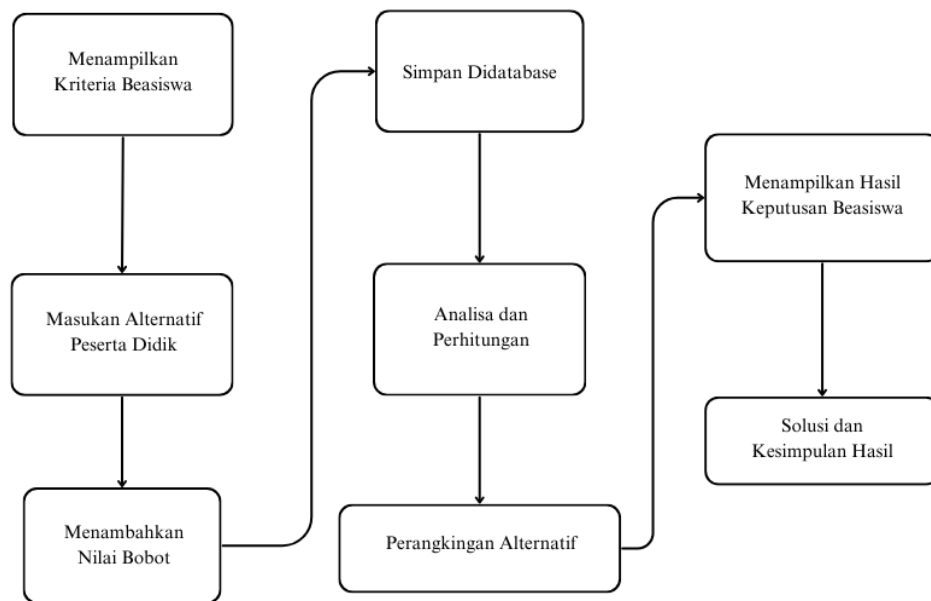 Menampilkan
Kriteria Beasiswa
Masukan Alternatif
Peserta Didik
Menambahkan
Nilai Bobot
Simpan Didatabase
Analisa dan
Perhitungan
Perangkingan Alternatif
Menampilkan Hasil
Keputusan Beasiswa
Solusi dan
Kesimpulan Hasil